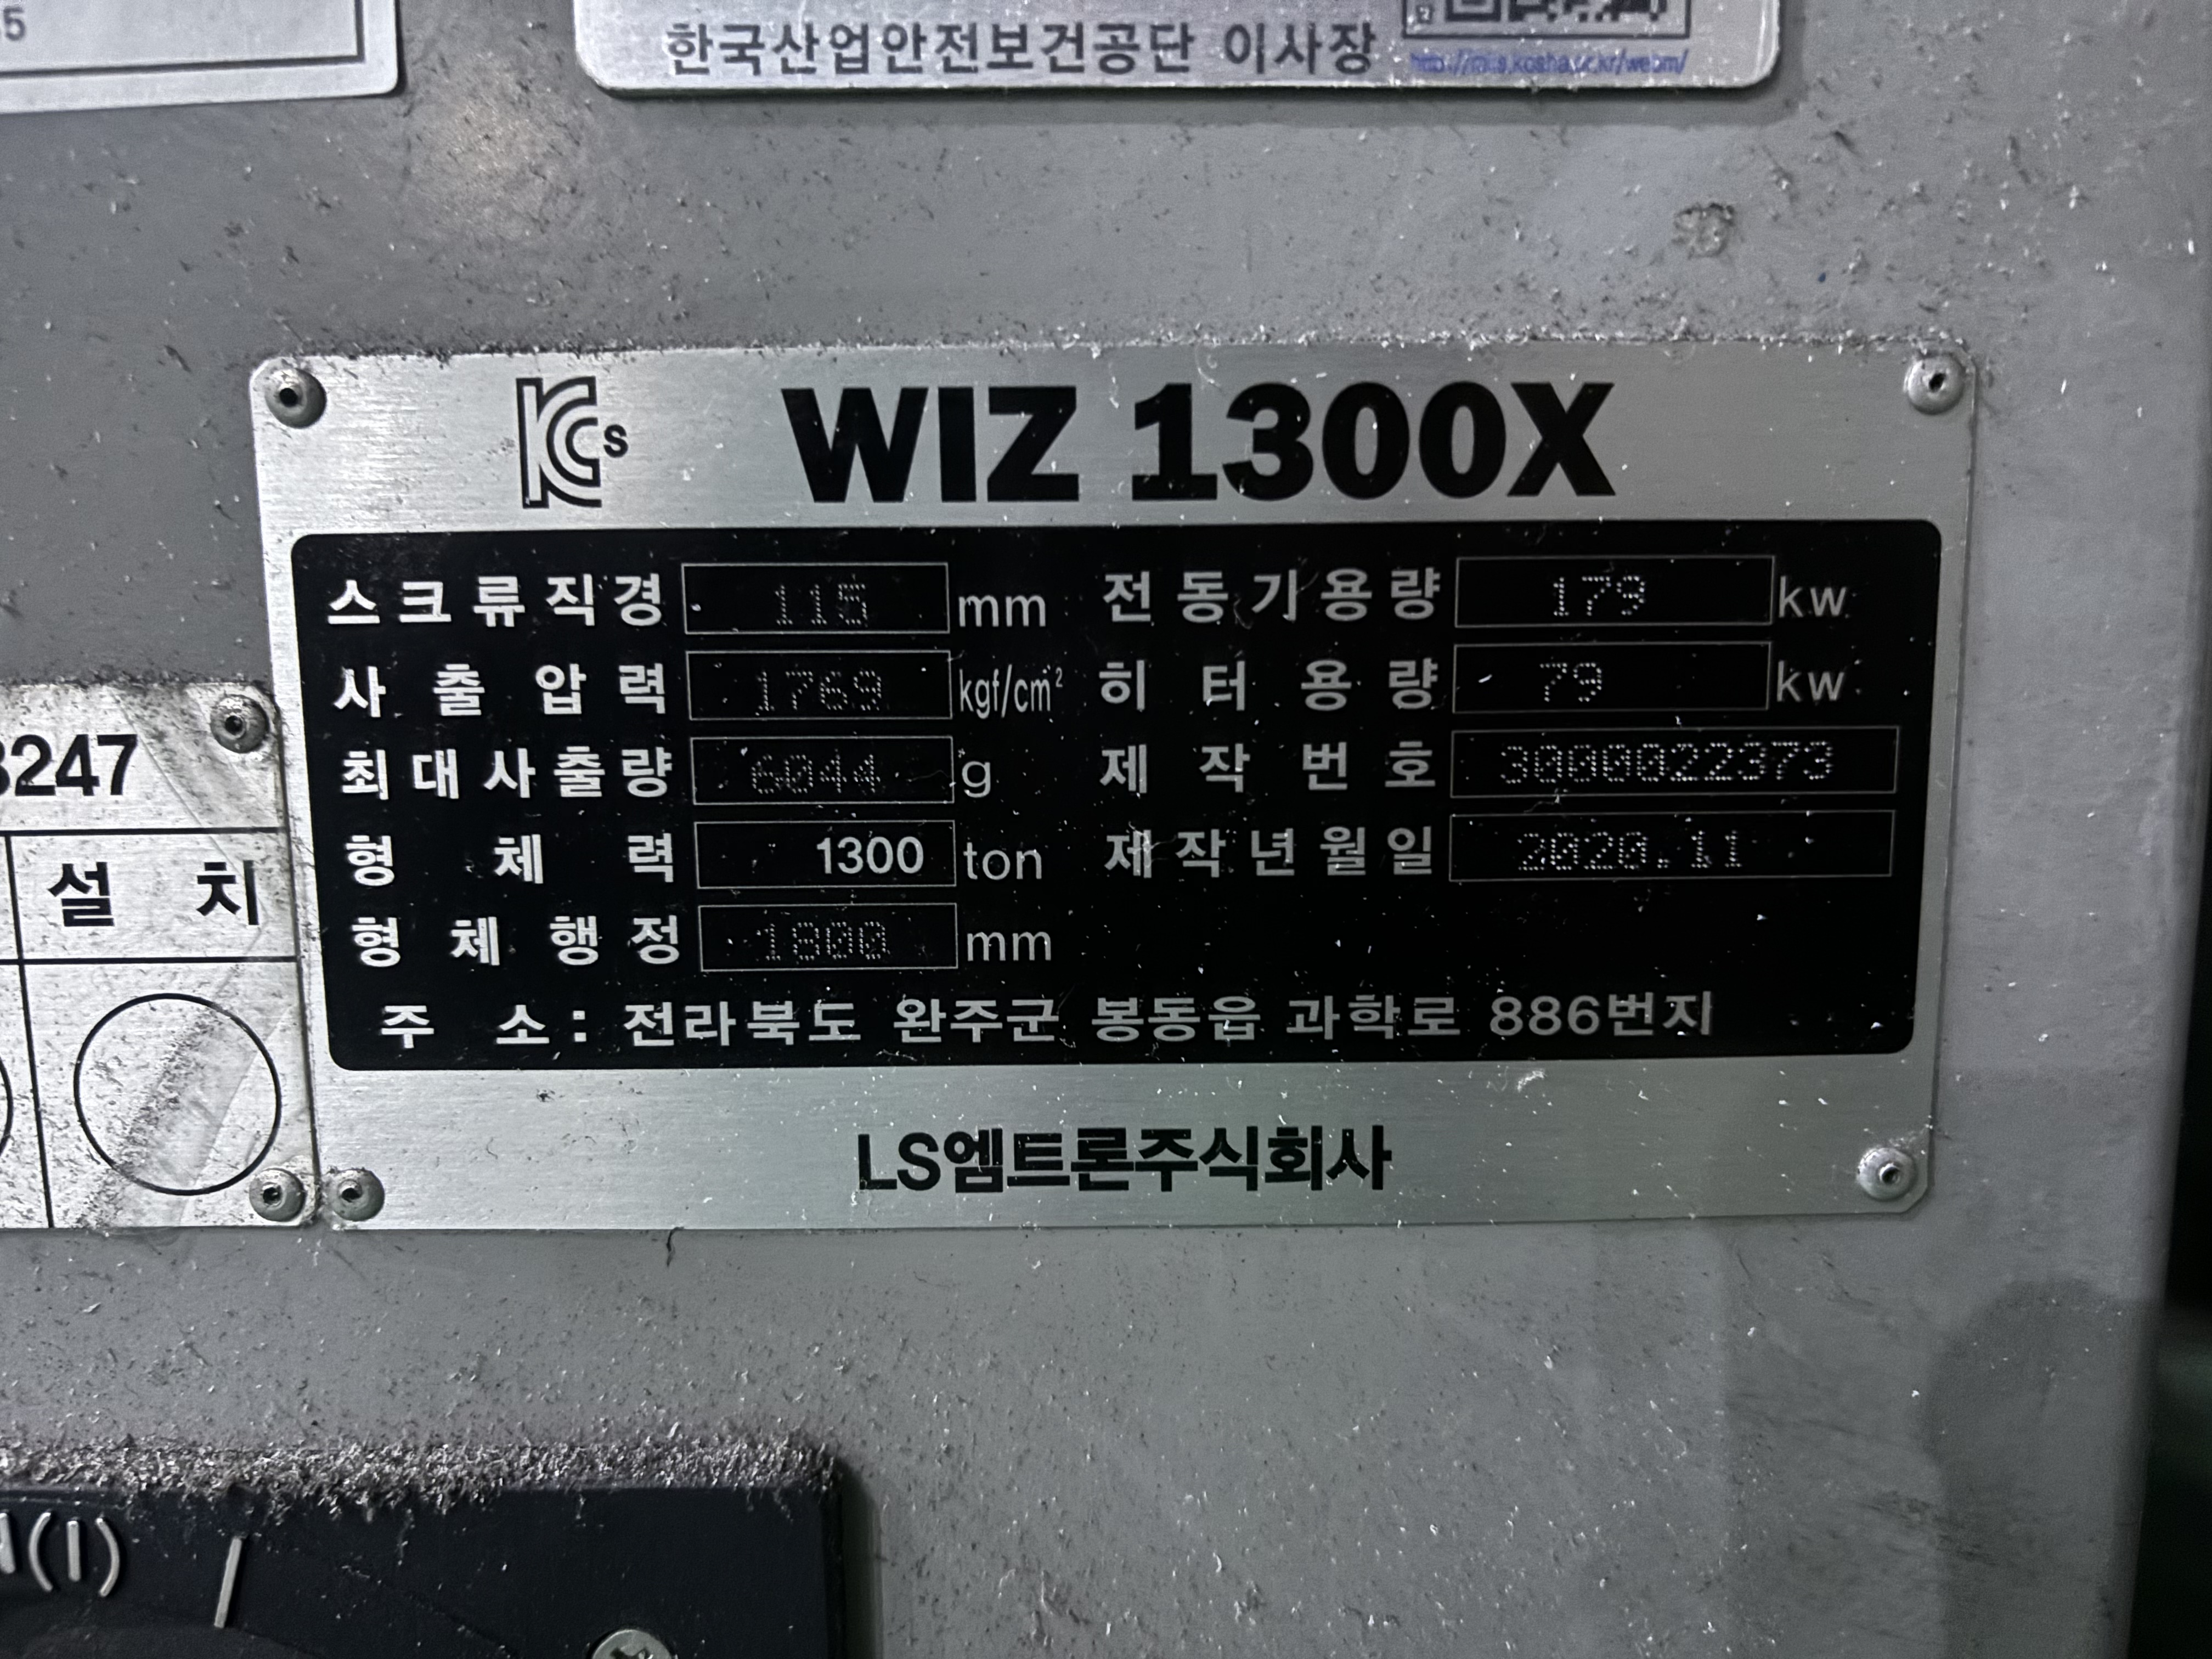 5
한국산업안전보건공단 이사장
KCs WIZ 1300X
스크류직경 115 mm 전동기용량 179 kw
사출압력 1769 kgf/cm² 히터용량 79 kw
최대사출량 6044 g 제작번호 3000022373
형체력 1300 ton 제작년월일 2020.11
형체행정 1800 mm
주 소 : 전라북도 완주군 봉동읍 과학로 886번지
LS엠트론주식회사
3247
설 치
(I)